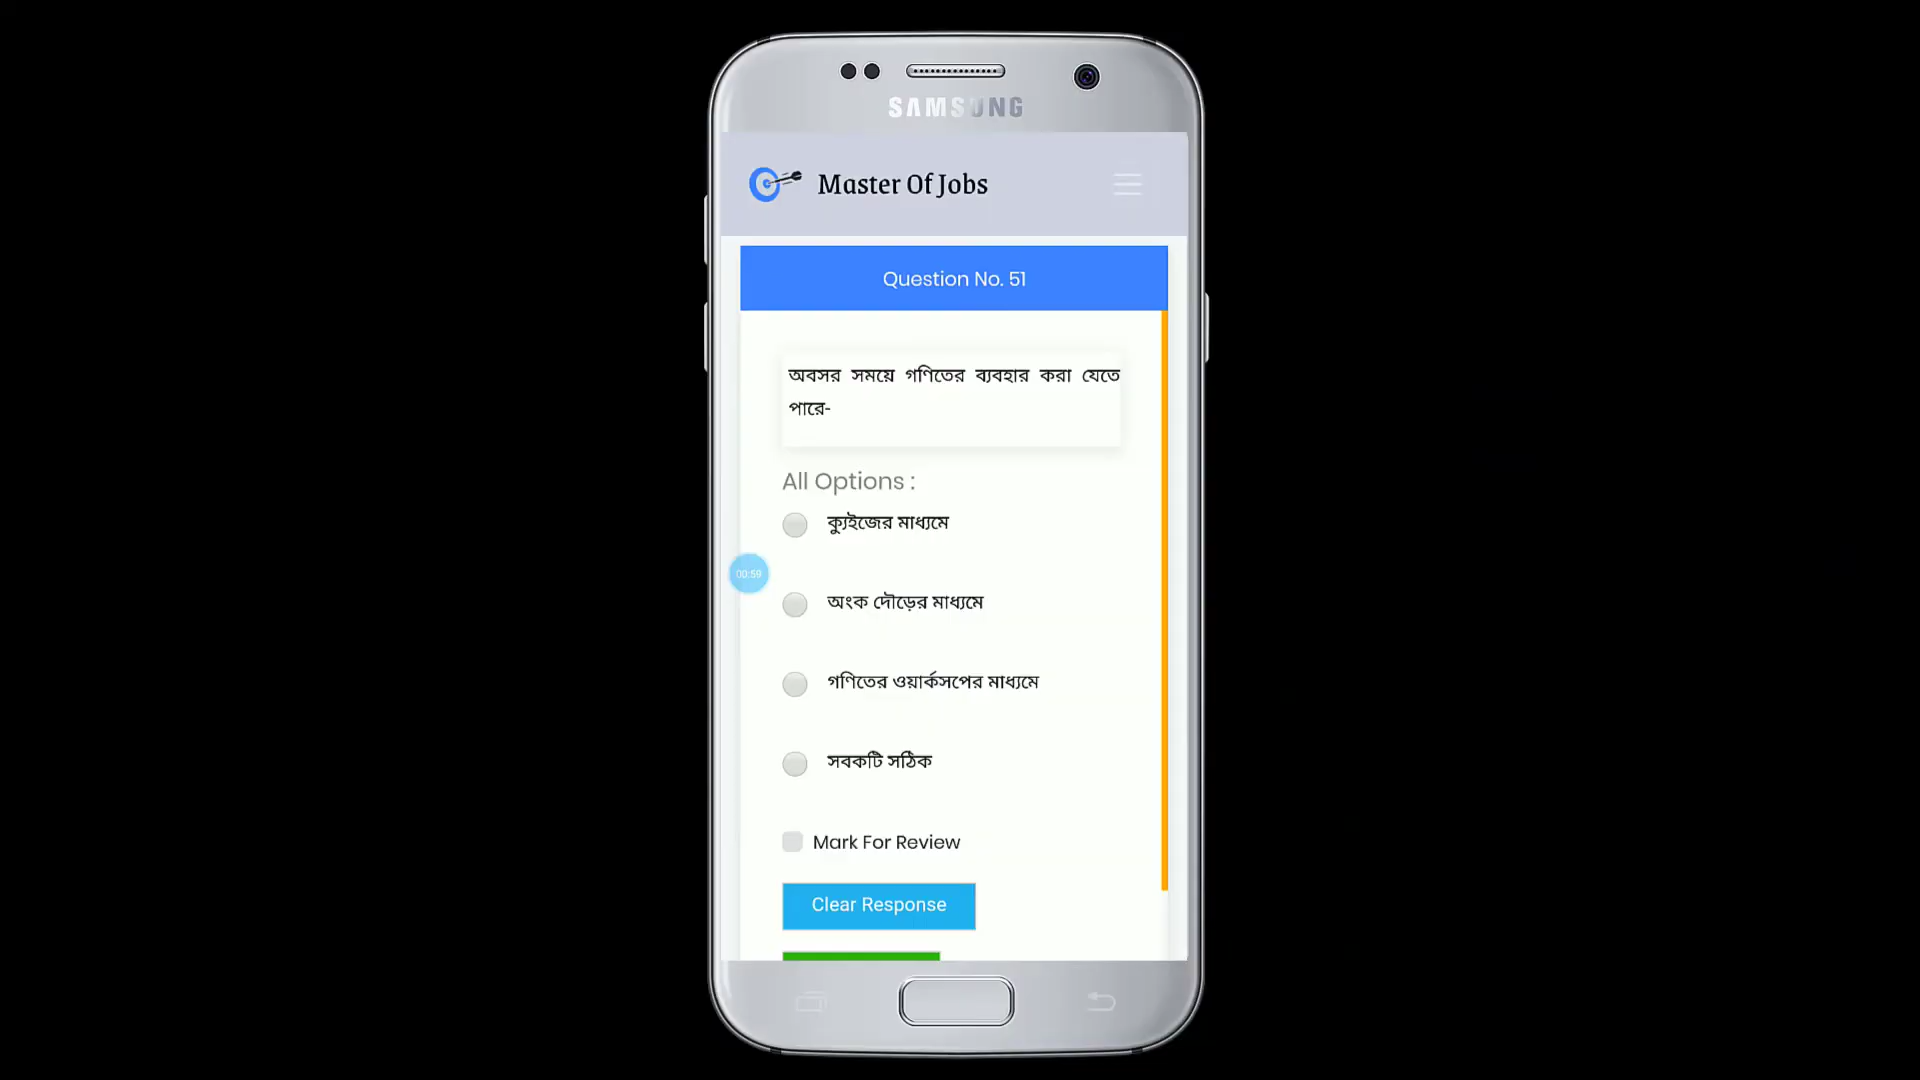 SAMSUNG
Master Of Jobs
Question No. 51
অবসর সময়ে গণিতের ব্যবহার করা যেতে
পারে-
All Options :
ক্যুইজের মাধ্যমে
00:59
অংক দৌড়ের মাধ্যমে
গণিতের ওয়ার্কসপের মাধ্যমে
সবকটি সঠিক
Mark For Review
Clear Response